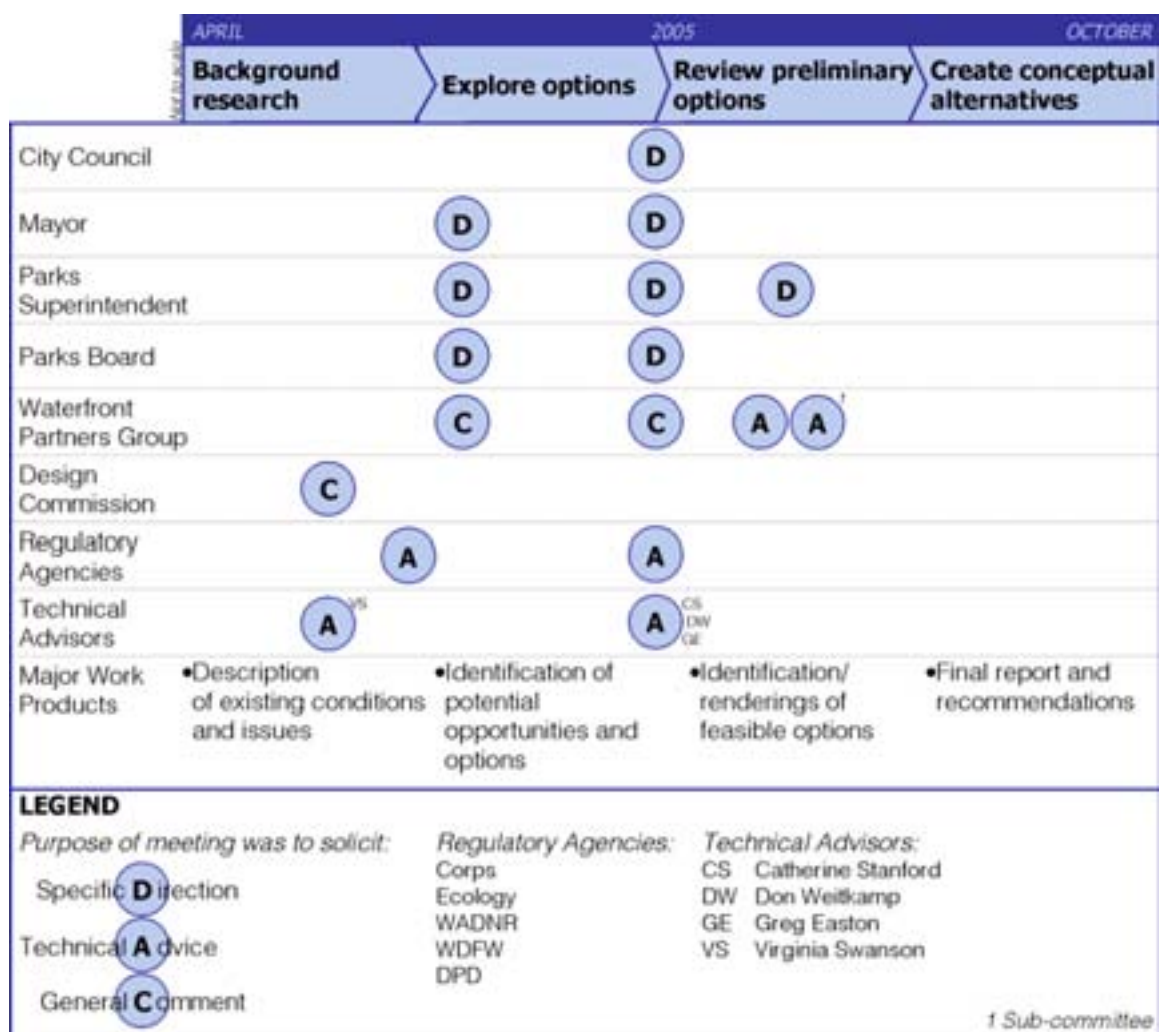 APRIL 2005 OCTOBER
Not to scale
Background research
Explore options
Review preliminary options
Create conceptual alternatives
City Council
D
Mayor
D D
Parks
Superintendent
D D D
Parks Board
D D
Waterfront
Partners Group
C C A A †
Design
Commission
C
Regulatory
Agencies
A A
Technical
Advisors
A VS
A CS
DW
GE
Major Work
Products
•Description
of existing conditions
and issues
•Identification of
potential
opportunities and
options
•Identification/
renderings of
feasible options
•Final report and
recommendations
LEGEND
Purpose of meeting was to solicit:
Specific Direction
Technical Advice
General Comment
Regulatory Agencies:
Corps
Ecology
WADNR
WDFW
DPD
Technical Advisors:
CS Catherine Stanford
DW Don Weitkamp
GE Greg Easton
VS Virginia Swanson
† Sub-committee